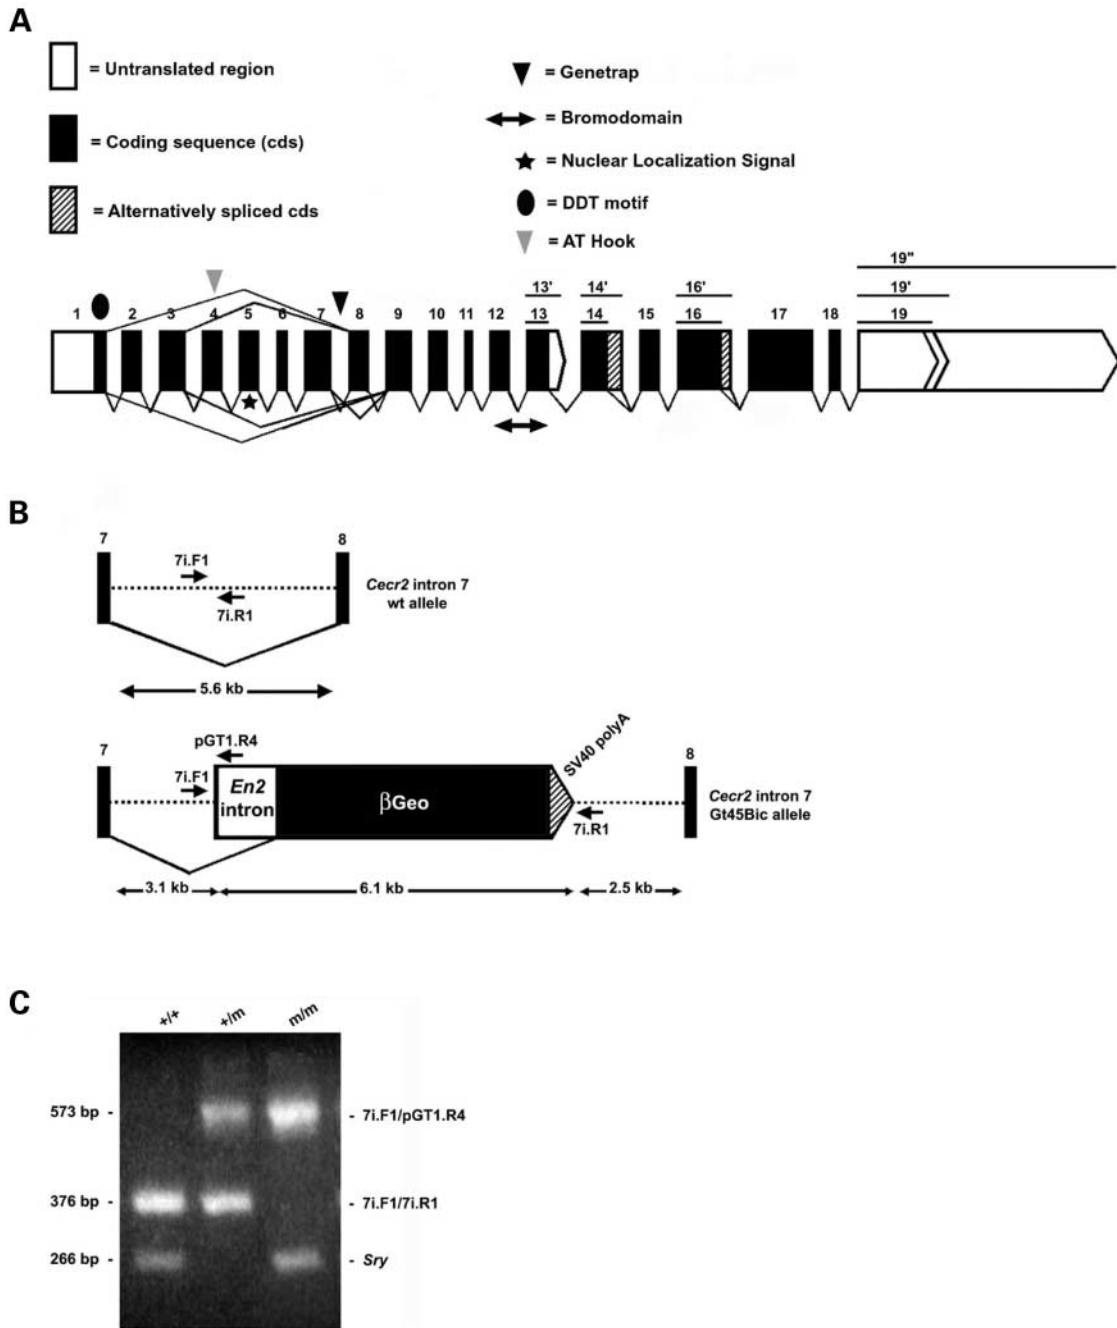 A
= Untranslated region
= Coding sequence (cds)
= Alternatively spliced cds
= Genetrap
= Bromodomain
= Nuclear Localization Signal
= DDT motif
= AT Hook
19"
13' 14' 16' 19'
1 2 3 4 5 6 7 8 9 10 11 12 13 14 15 16 17 18 19
B
7 8
7i.F1
7i.R1
Cecr2 intron 7
wt allele
5.6 kb
7 8
pGT1.R4
SV40 polyA
7i.F1
En2
intron
βGeo
7i.R1
Cecr2 intron 7
Gt45Bic allele
3.1 kb 6.1 kb 2.5 kb
C
+/+ +/m m/m
573 bp - - 7i.F1/pGT1.R4
376 bp - - 7i.F1/7i.R1
266 bp - - Sry